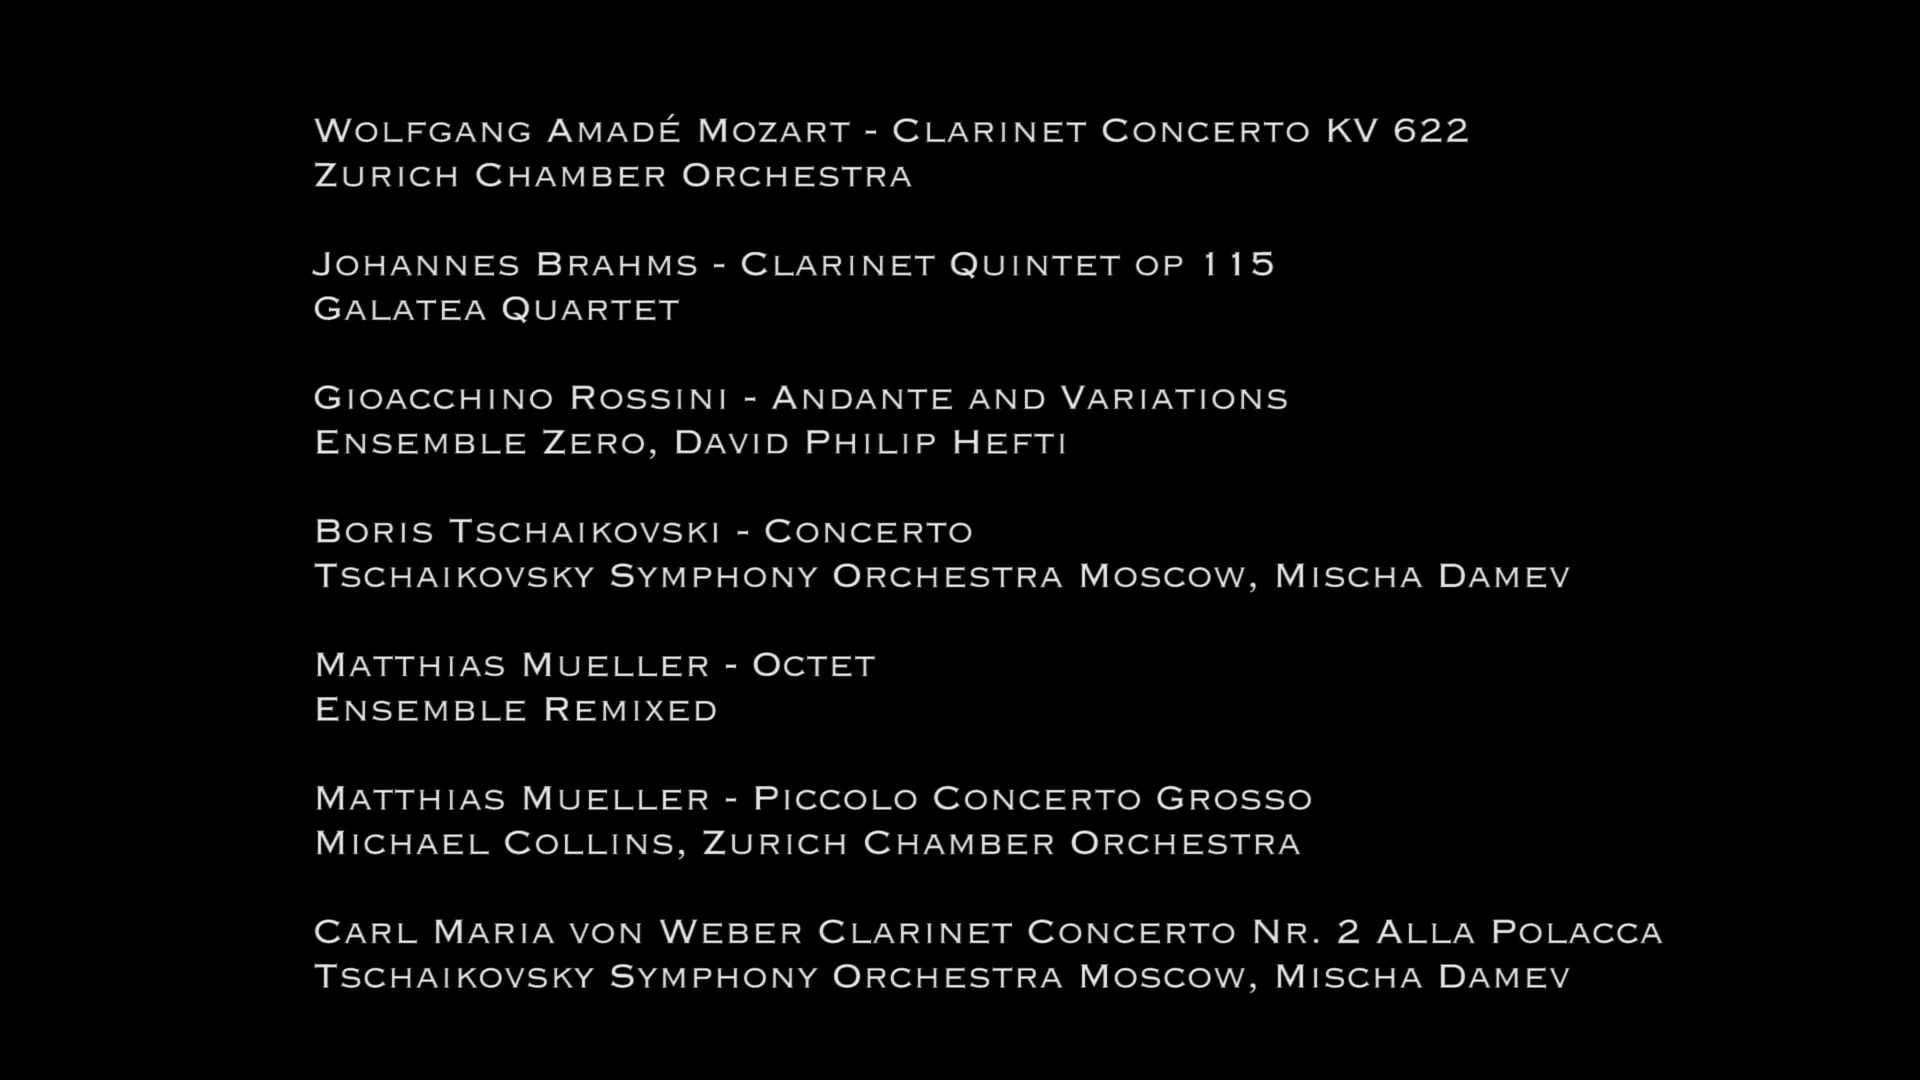 Wolfgang Amadé Mozart - Clarinet Concerto KV 622
Zurich Chamber Orchestra
Johannes Brahms - Clarinet Quintet op 115
Galatea Quartet
Gioacchino Rossini - Andante and Variations
Ensemble Zero, David Philip Hefti
Boris Tschaikovski - Concerto
Tschaikovsky Symphony Orchestra Moscow, Mischa Damev
Matthias Mueller - Octet
Ensemble Remixed
Matthias Mueller - Piccolo Concerto Grosso
Michael Collins, Zurich Chamber Orchestra
Carl Maria von Weber Clarinet Concerto Nr. 2 Alla Polacca
Tschaikovsky Symphony Orchestra Moscow, Mischa Damev